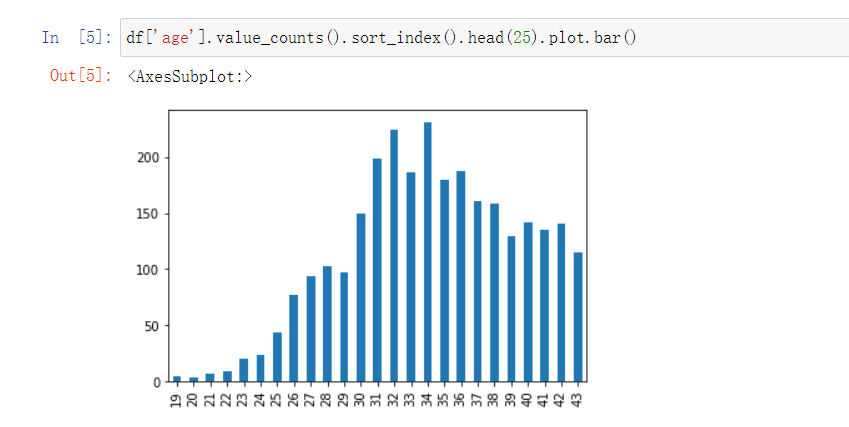 In [5]: df['age'].value_counts().sort_index().head(25).plot.bar()
Out[5]: <AxesSubplot:>
200
150
100
50
0
19 20 21 22 23 24 25 26 27 28 29 30 31 32 33 34 35 36 37 38 39 40 41 42 43